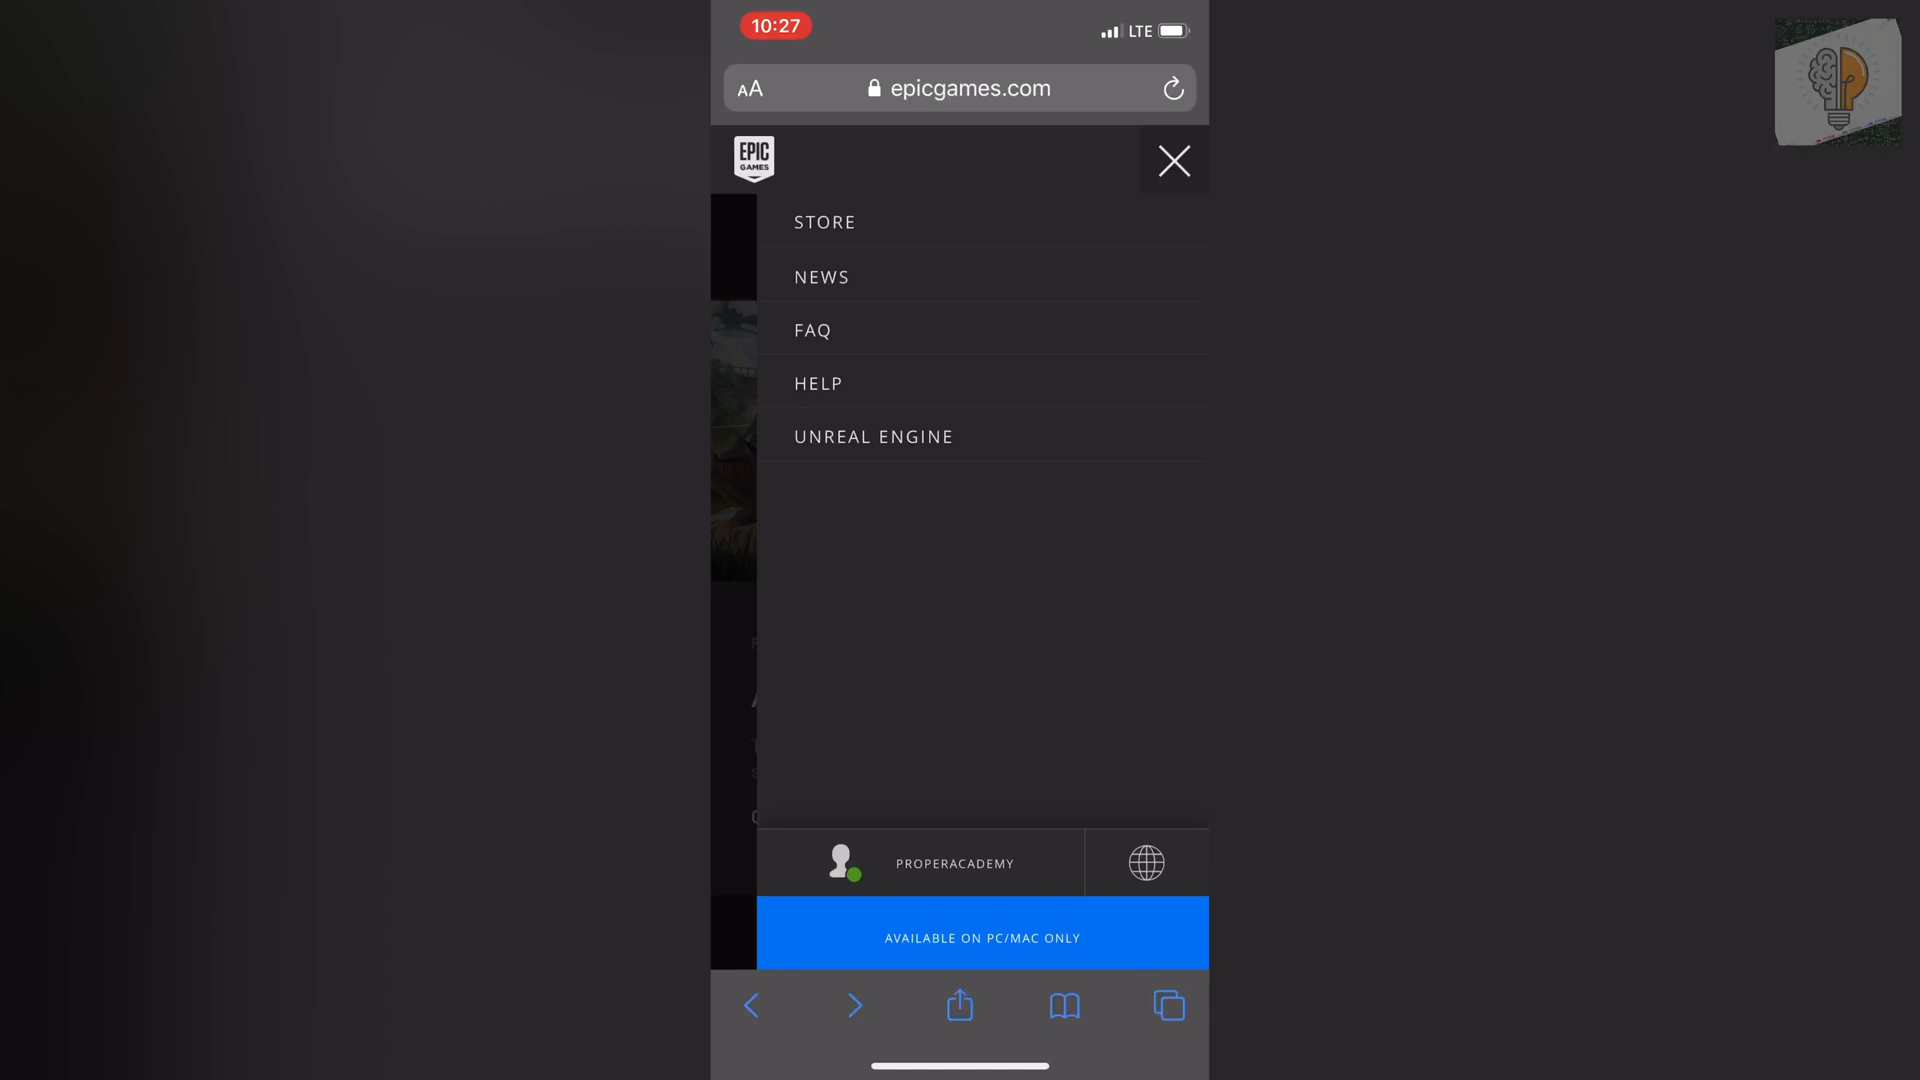 10:27
LTE
AA
epicgames.com
EPIC
GAMES
STORE
NEWS
FAQ
HELP
UNREAL ENGINE
PROPERACADEMY
AVAILABLE ON PC/MAC ONLY